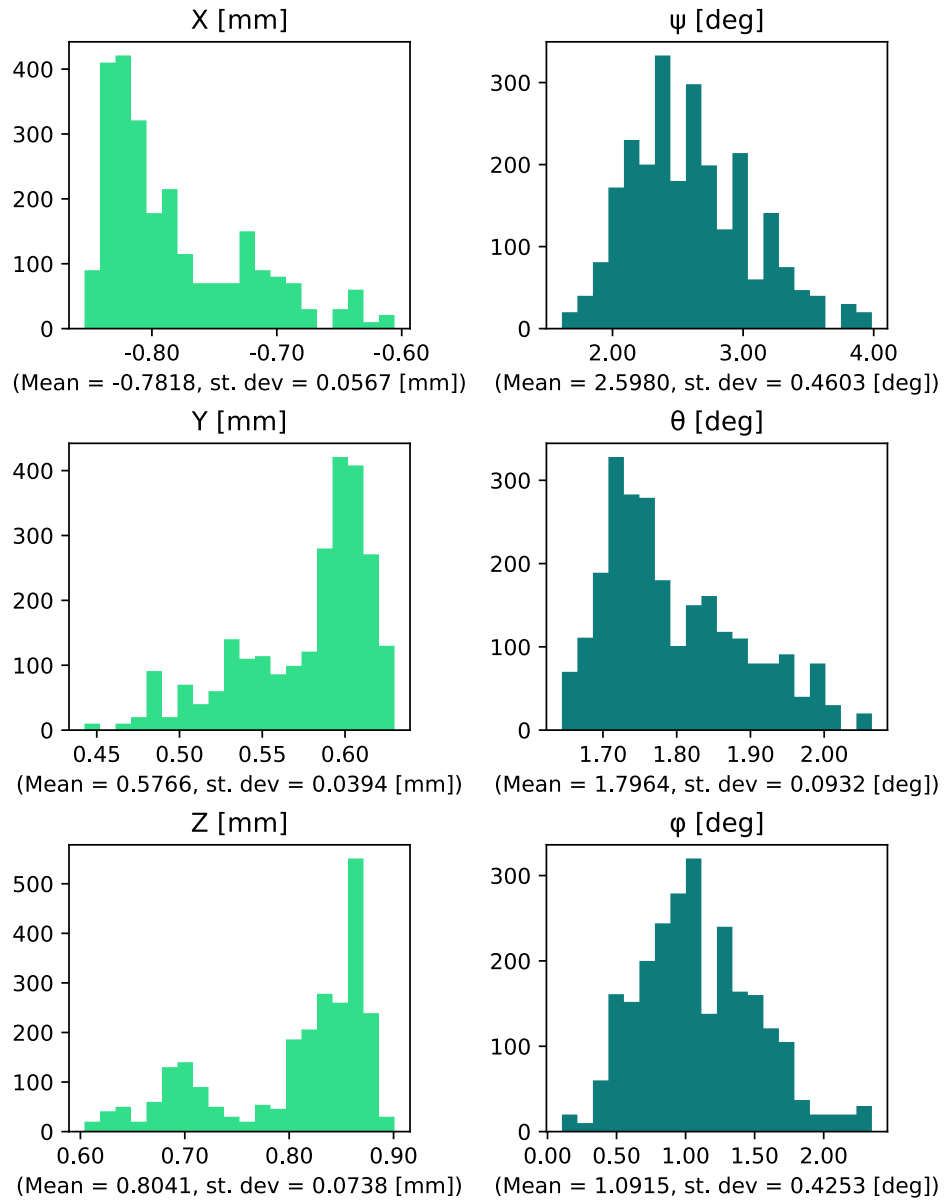 X [mm]
400
300
200
100
0
-0.80 -0.70 -0.60
(Mean = -0.7818, st. dev = 0.0567 [mm])
ψ [deg]
300
200
100
0
2.00 3.00 4.00
(Mean = 2.5980, st. dev = 0.4603 [deg])
Y [mm]
400
300
200
100
0
0.45 0.50 0.55 0.60
(Mean = 0.5766, st. dev = 0.0394 [mm])
θ [deg]
300
200
100
0
1.70 1.80 1.90 2.00
(Mean = 1.7964, st. dev = 0.0932 [deg])
Z [mm]
500
400
300
200
100
0
0.60 0.70 0.80 0.90
(Mean = 0.8041, st. dev = 0.0738 [mm])
φ [deg]
300
200
100
0
0.00 0.50 1.00 1.50 2.00
(Mean = 1.0915, st. dev = 0.4253 [deg])